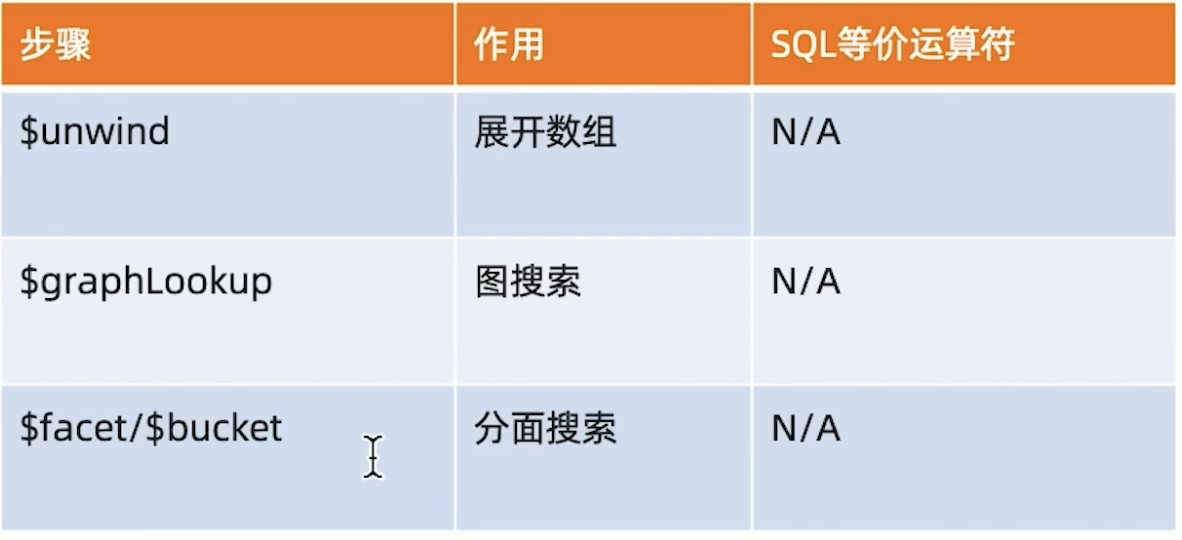 步骤 作用 SQL等价运算符
$unwind 展开数组 N/A
$graphLookup 图搜索 N/A
$facet/$bucket 分面搜索 N/A